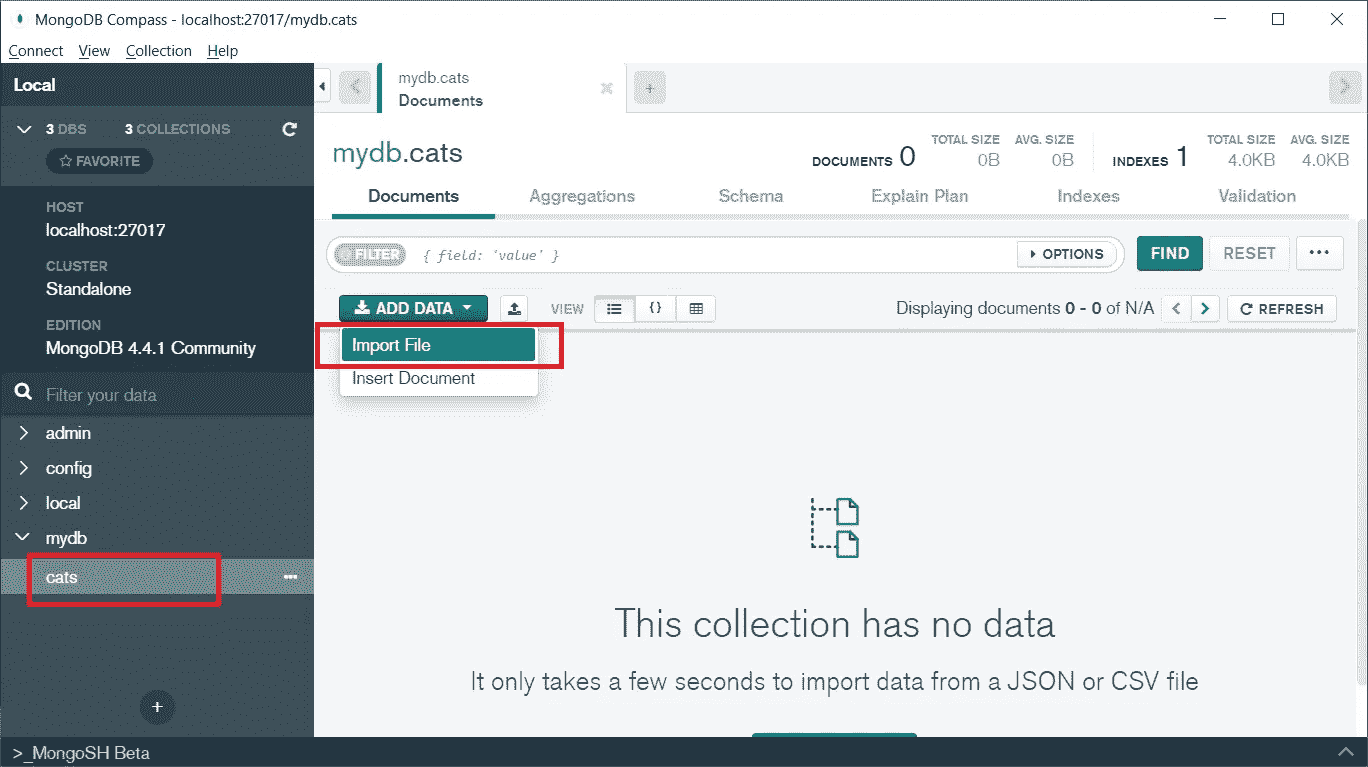 MongoDB Compass - localhost:27017/mydb.cats
Connect View Collection Help
Local
3 DBS 3 COLLECTIONS
FAVORITE
HOST
localhost:27017
CLUSTER
Standalone
EDITION
MongoDB 4.4.1 Community
Filter your data
admin
config
local
mydb
cats
>_MongoSH Beta
mydb.cats
Documents
mydb.cats
DOCUMENTS 0
TOTAL SIZE
0B
AVG. SIZE
0B
INDEXES 1
TOTAL SIZE
4.0KB
AVG. SIZE
4.0KB
Documents Aggregations Schema Explain Plan Indexes Validation
FILTER { field: 'value' } OPTIONS FIND RESET
ADD DATA VIEW {} Displaying documents 0 - 0 of N/A REFRESH
Import File
Insert Document
This collection has no data
It only takes a few seconds to import data from a JSON or CSV file